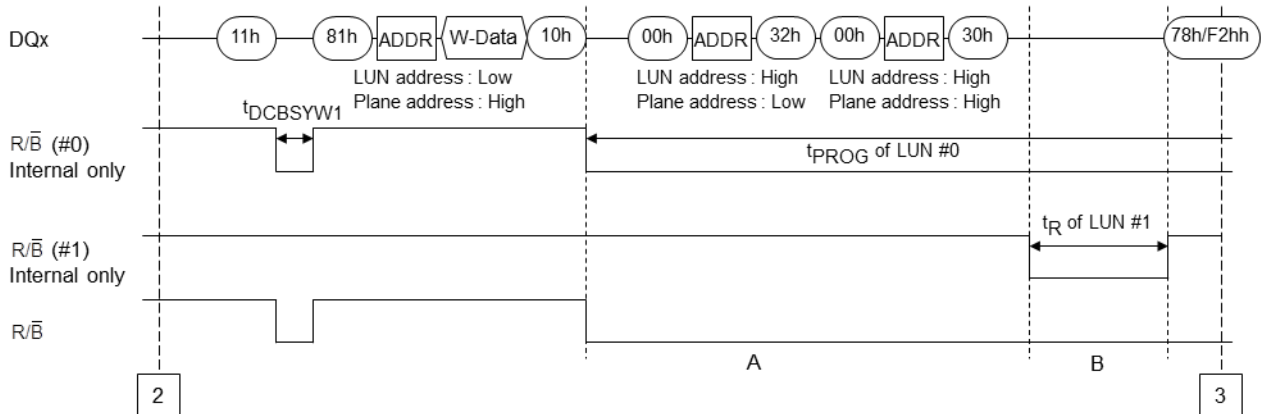 DQx 11h 81h ADDR W-Data 10h 00h ADDR 32h 00h ADDR 30h 78h/F2hh
LUN address : Low LUN address : High LUN address : High
Plane address : High Plane address : Low Plane address : High
tDCBSYW1
R/B̅ (#0)
Internal only
tPROG of LUN #0
R/B̅ (#1)
Internal only
tR of LUN #1
R/B̅
A B
2 3